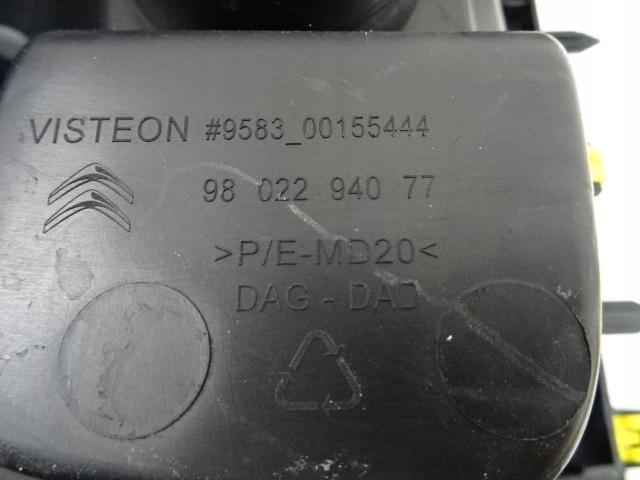 VISTEON #9583_00155444
98 022 940 77
>P/E-MD20<
DAG - DAD